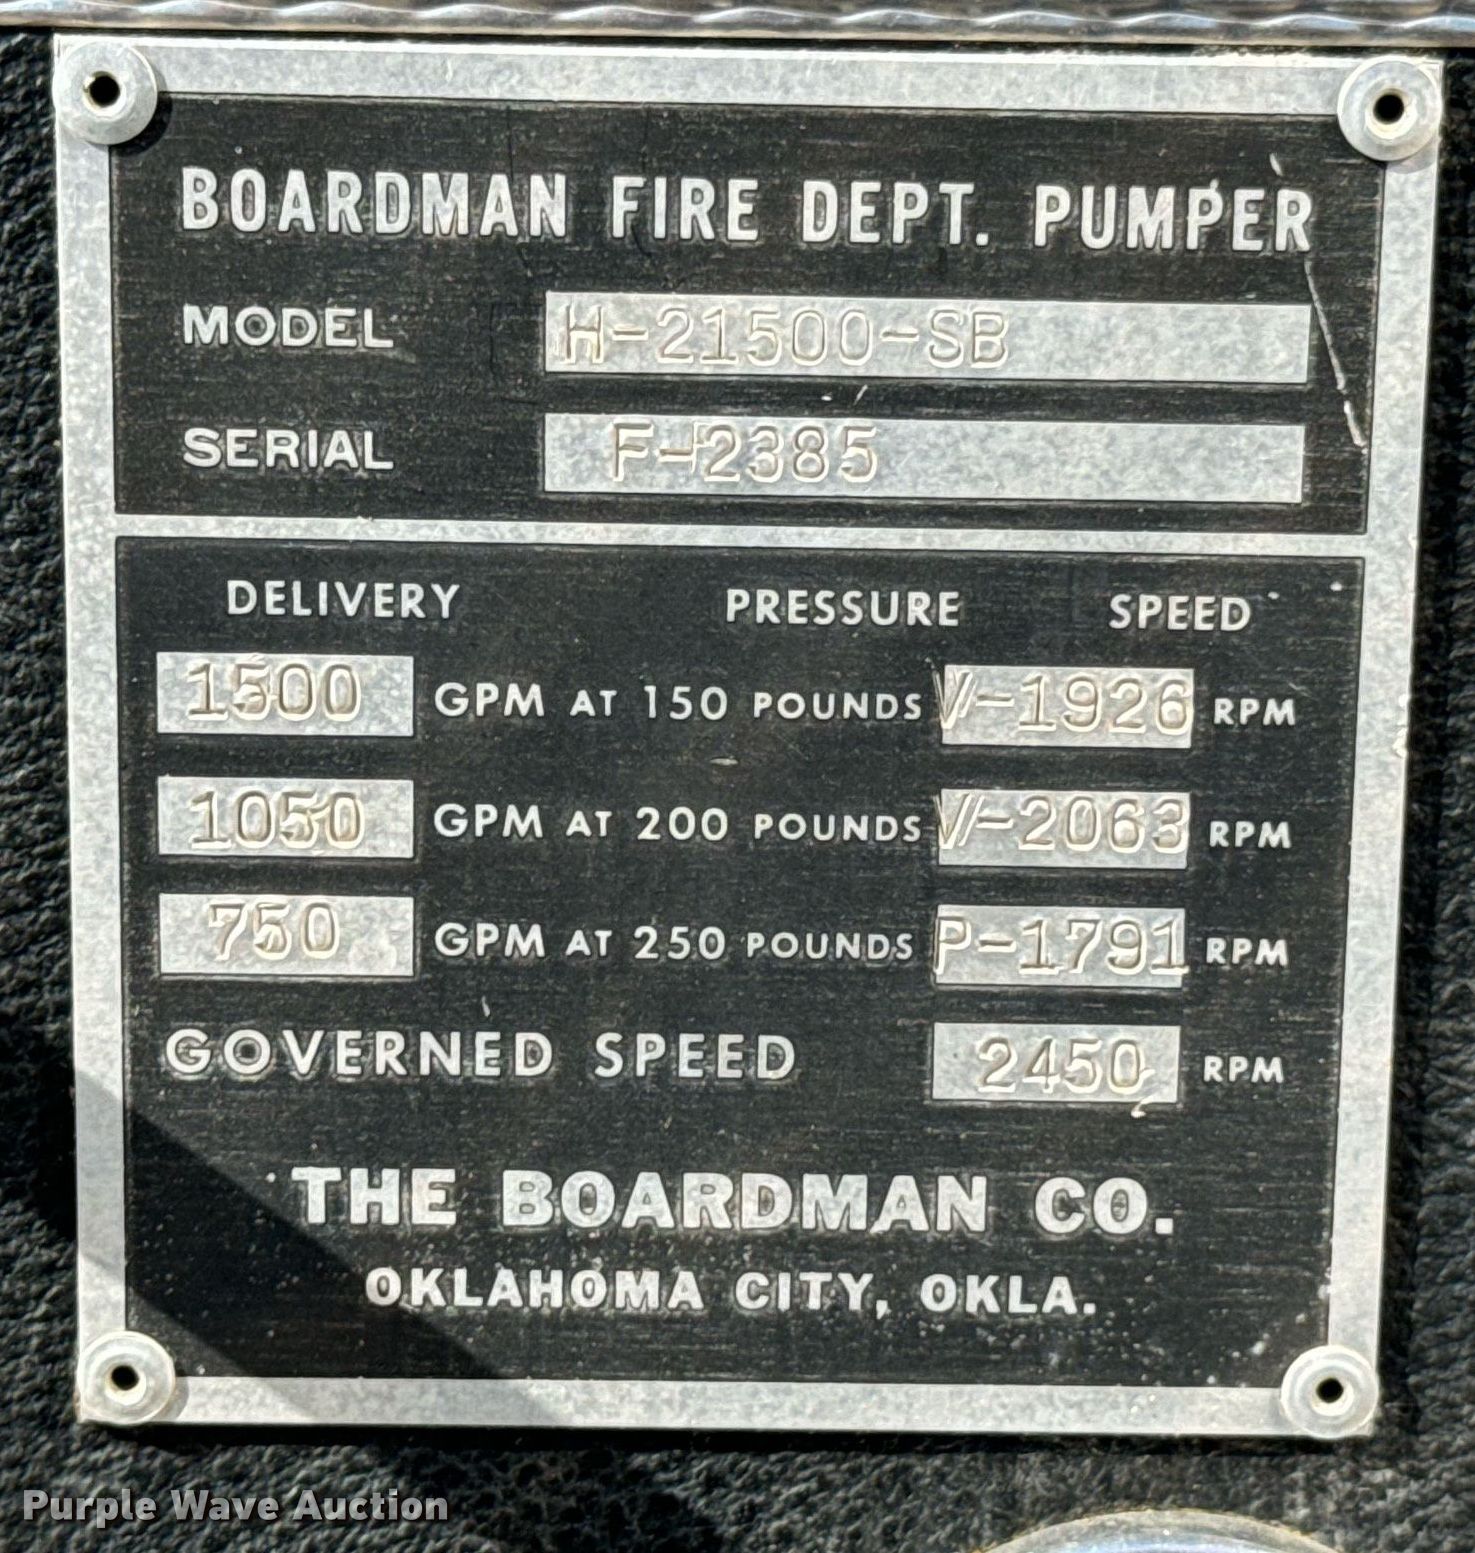 BOARDMAN FIRE DEPT. PUMPER
MODEL H-21500-SB
SERIAL F-2385
DELIVERY PRESSURE SPEED
1500 GPM AT 150 POUNDS V-1926 RPM
1050 GPM AT 200 POUNDS V-2063 RPM
750 GPM AT 250 POUNDS P-1791 RPM
GOVERNED SPEED 2450 RPM
THE BOARDMAN CO.
OKLAHOMA CITY, OKLA.
Purple Wave Auction